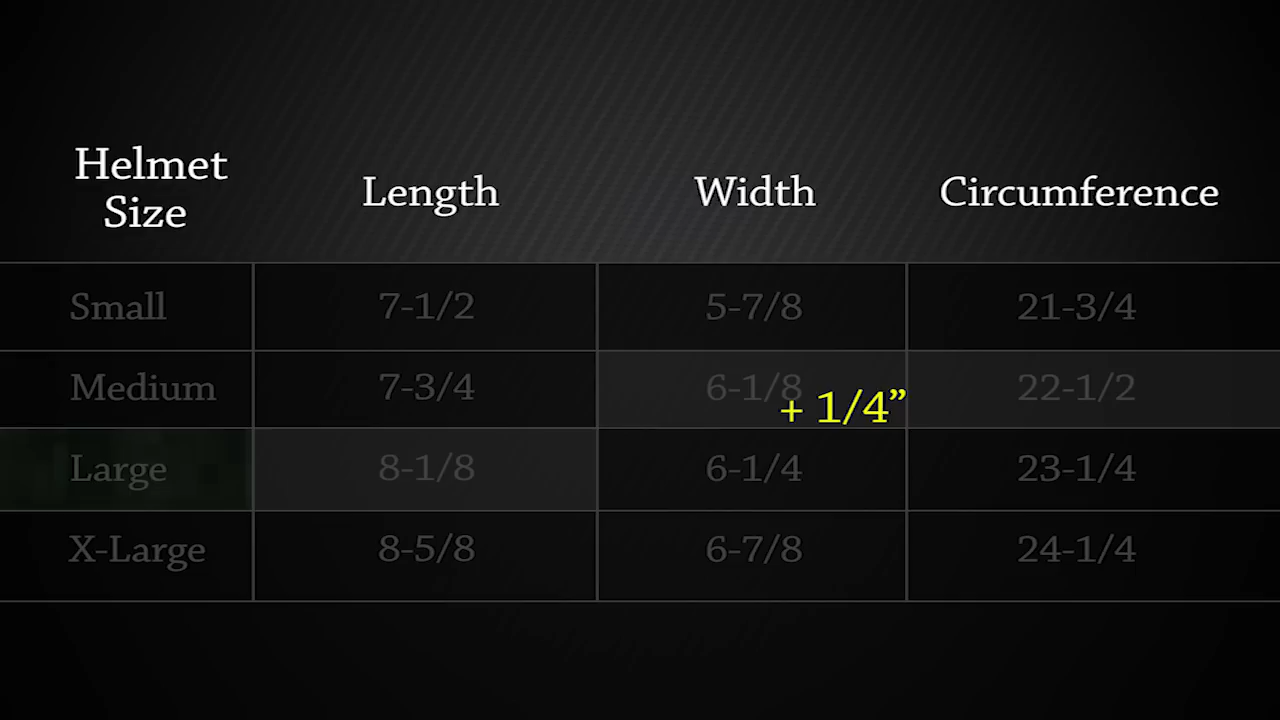 Helmet
Size
Length
Width
Circumference
Small 7-1/2 5-7/8 21-3/4
Medium 7-3/4 6-1/8 22-1/2
+ 1/4”
Large 8-1/8 6-1/4 23-1/4
X-Large 8-5/8 6-7/8 24-1/4